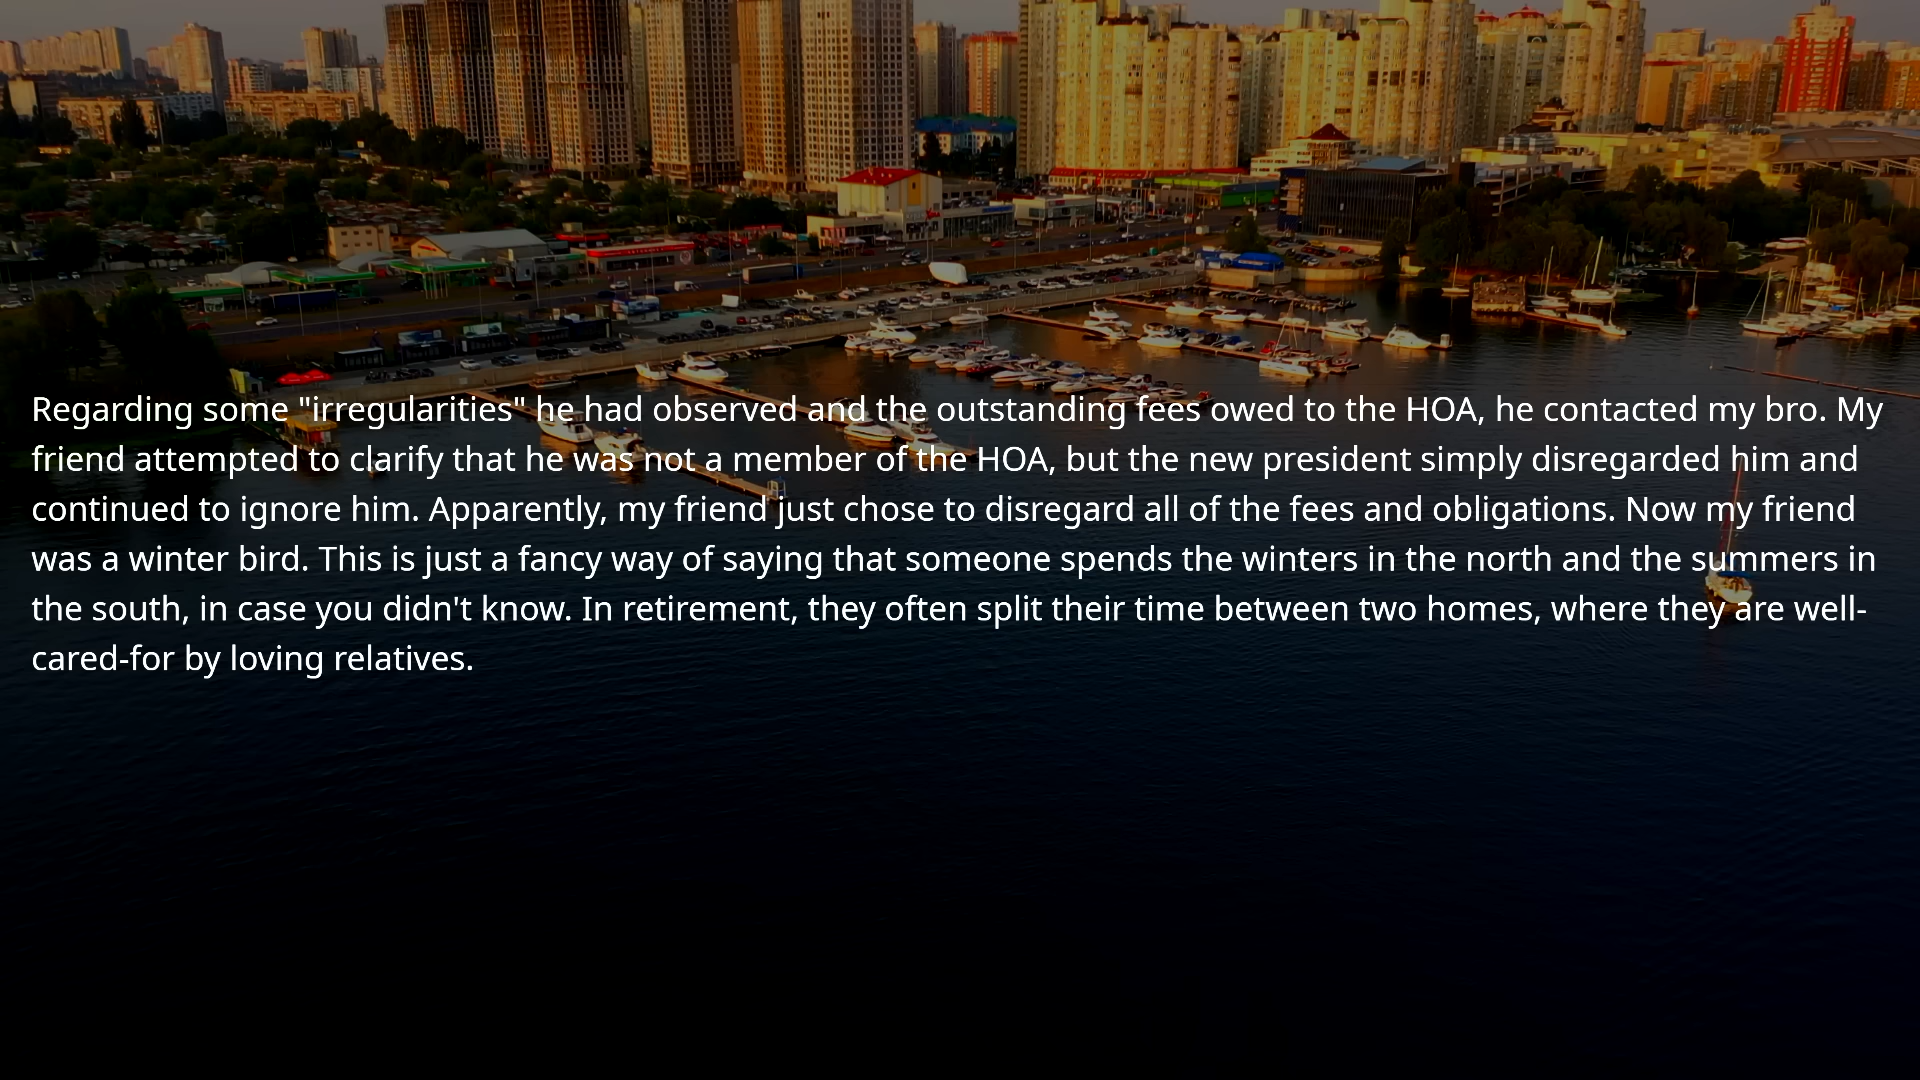 Regarding some "irregularities" he had observed and the outstanding fees owed to the HOA, he contacted my bro. My
friend attempted to clarify that he was not a member of the HOA, but the new president simply disregarded him and
continued to ignore him. Apparently, my friend just chose to disregard all of the fees and obligations. Now my friend
was a winter bird. This is just a fancy way of saying that someone spends the winters in the north and the summers in
the south, in case you didn't know. In retirement, they often split their time between two homes, where they are well-
cared-for by loving relatives.